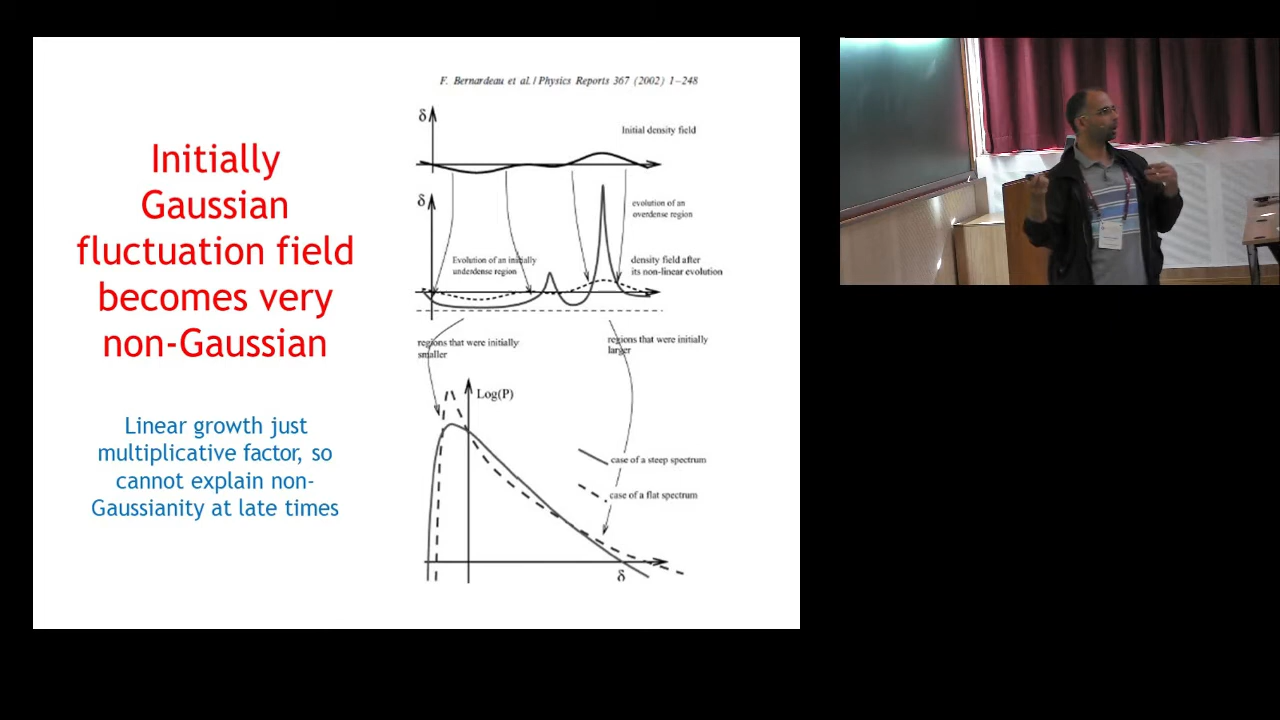 F. Bernardeau et al. / Physics Reports 367 (2002) 1–248
Initially
Gaussian
fluctuation field
becomes very
non-Gaussian
Linear growth just
multiplicative factor, so
cannot explain non-
Gaussianity at late times
δ
Initial density field
δ
evolution of an
overdense region
Evolution of an initially
underdense region
density field after
its non-linear evolution
regions that were initially
smaller
regions that were initially
larger
Log(P)
case of a steep spectrum
case of a flat spectrum
δ